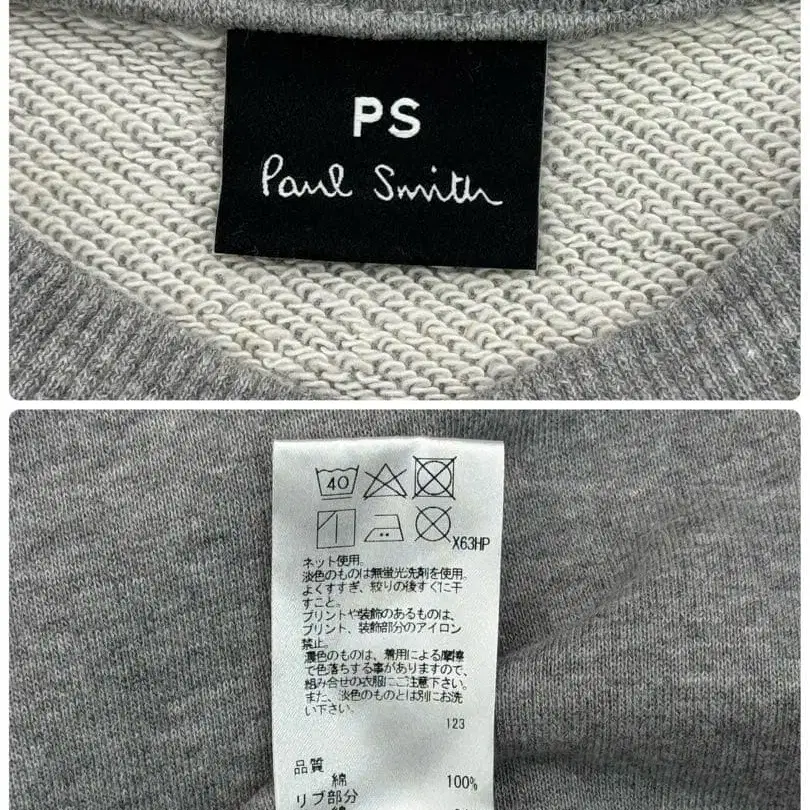 PS
Paul Smith
40
X63HP
ネット使用。
淡色のものは無蛍光洗剤を使用。
よくすすぎ、絞りの後すぐに干
すこと。
プリントや装飾のあるものは、
プリント、装飾部分のアイロン
禁止。
濃色のものは、着用による摩擦
で色落ちする事がありますので、
組み合せの衣服にご注意下さい。
また、淡色のものとは別にお洗
い下さい。
123
品質
綿 100%
リブ部分
綿